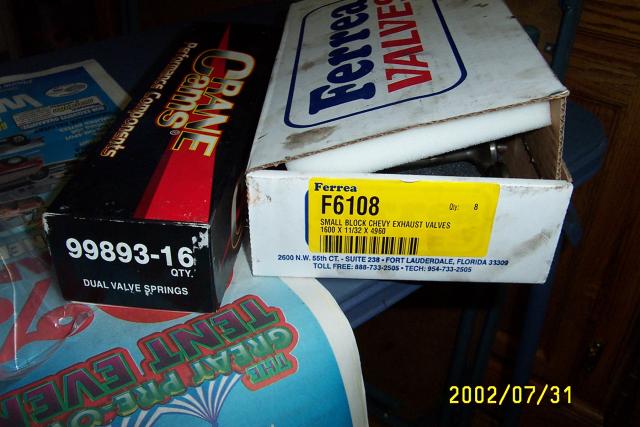 CRANE
Cams®
Performance Components
99893-16
QTY.
DUAL VALVE SPRINGS
Ferrea
VALVES
Ferrea
F6108
Qty: 8
SMALL BLOCK CHEVY EXHAUST VALVES
1600 X 11/32 X 4960
2600 N.W. 55th CT. - SUITE 238 • FORT LAUDERDALE, FLORIDA 33309
TOLL FREE: 888-733-2505 • TECH: 954-733-2505
THE
GREAT PRE-O
TENT EVE
2002/07/31